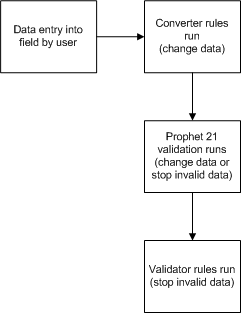 Data entry into
field by user
Converter rules
run
(change data)
Prophet 21
validation runs
(change data or
stop invalid data)
Validator rules run
(stop invalid data)